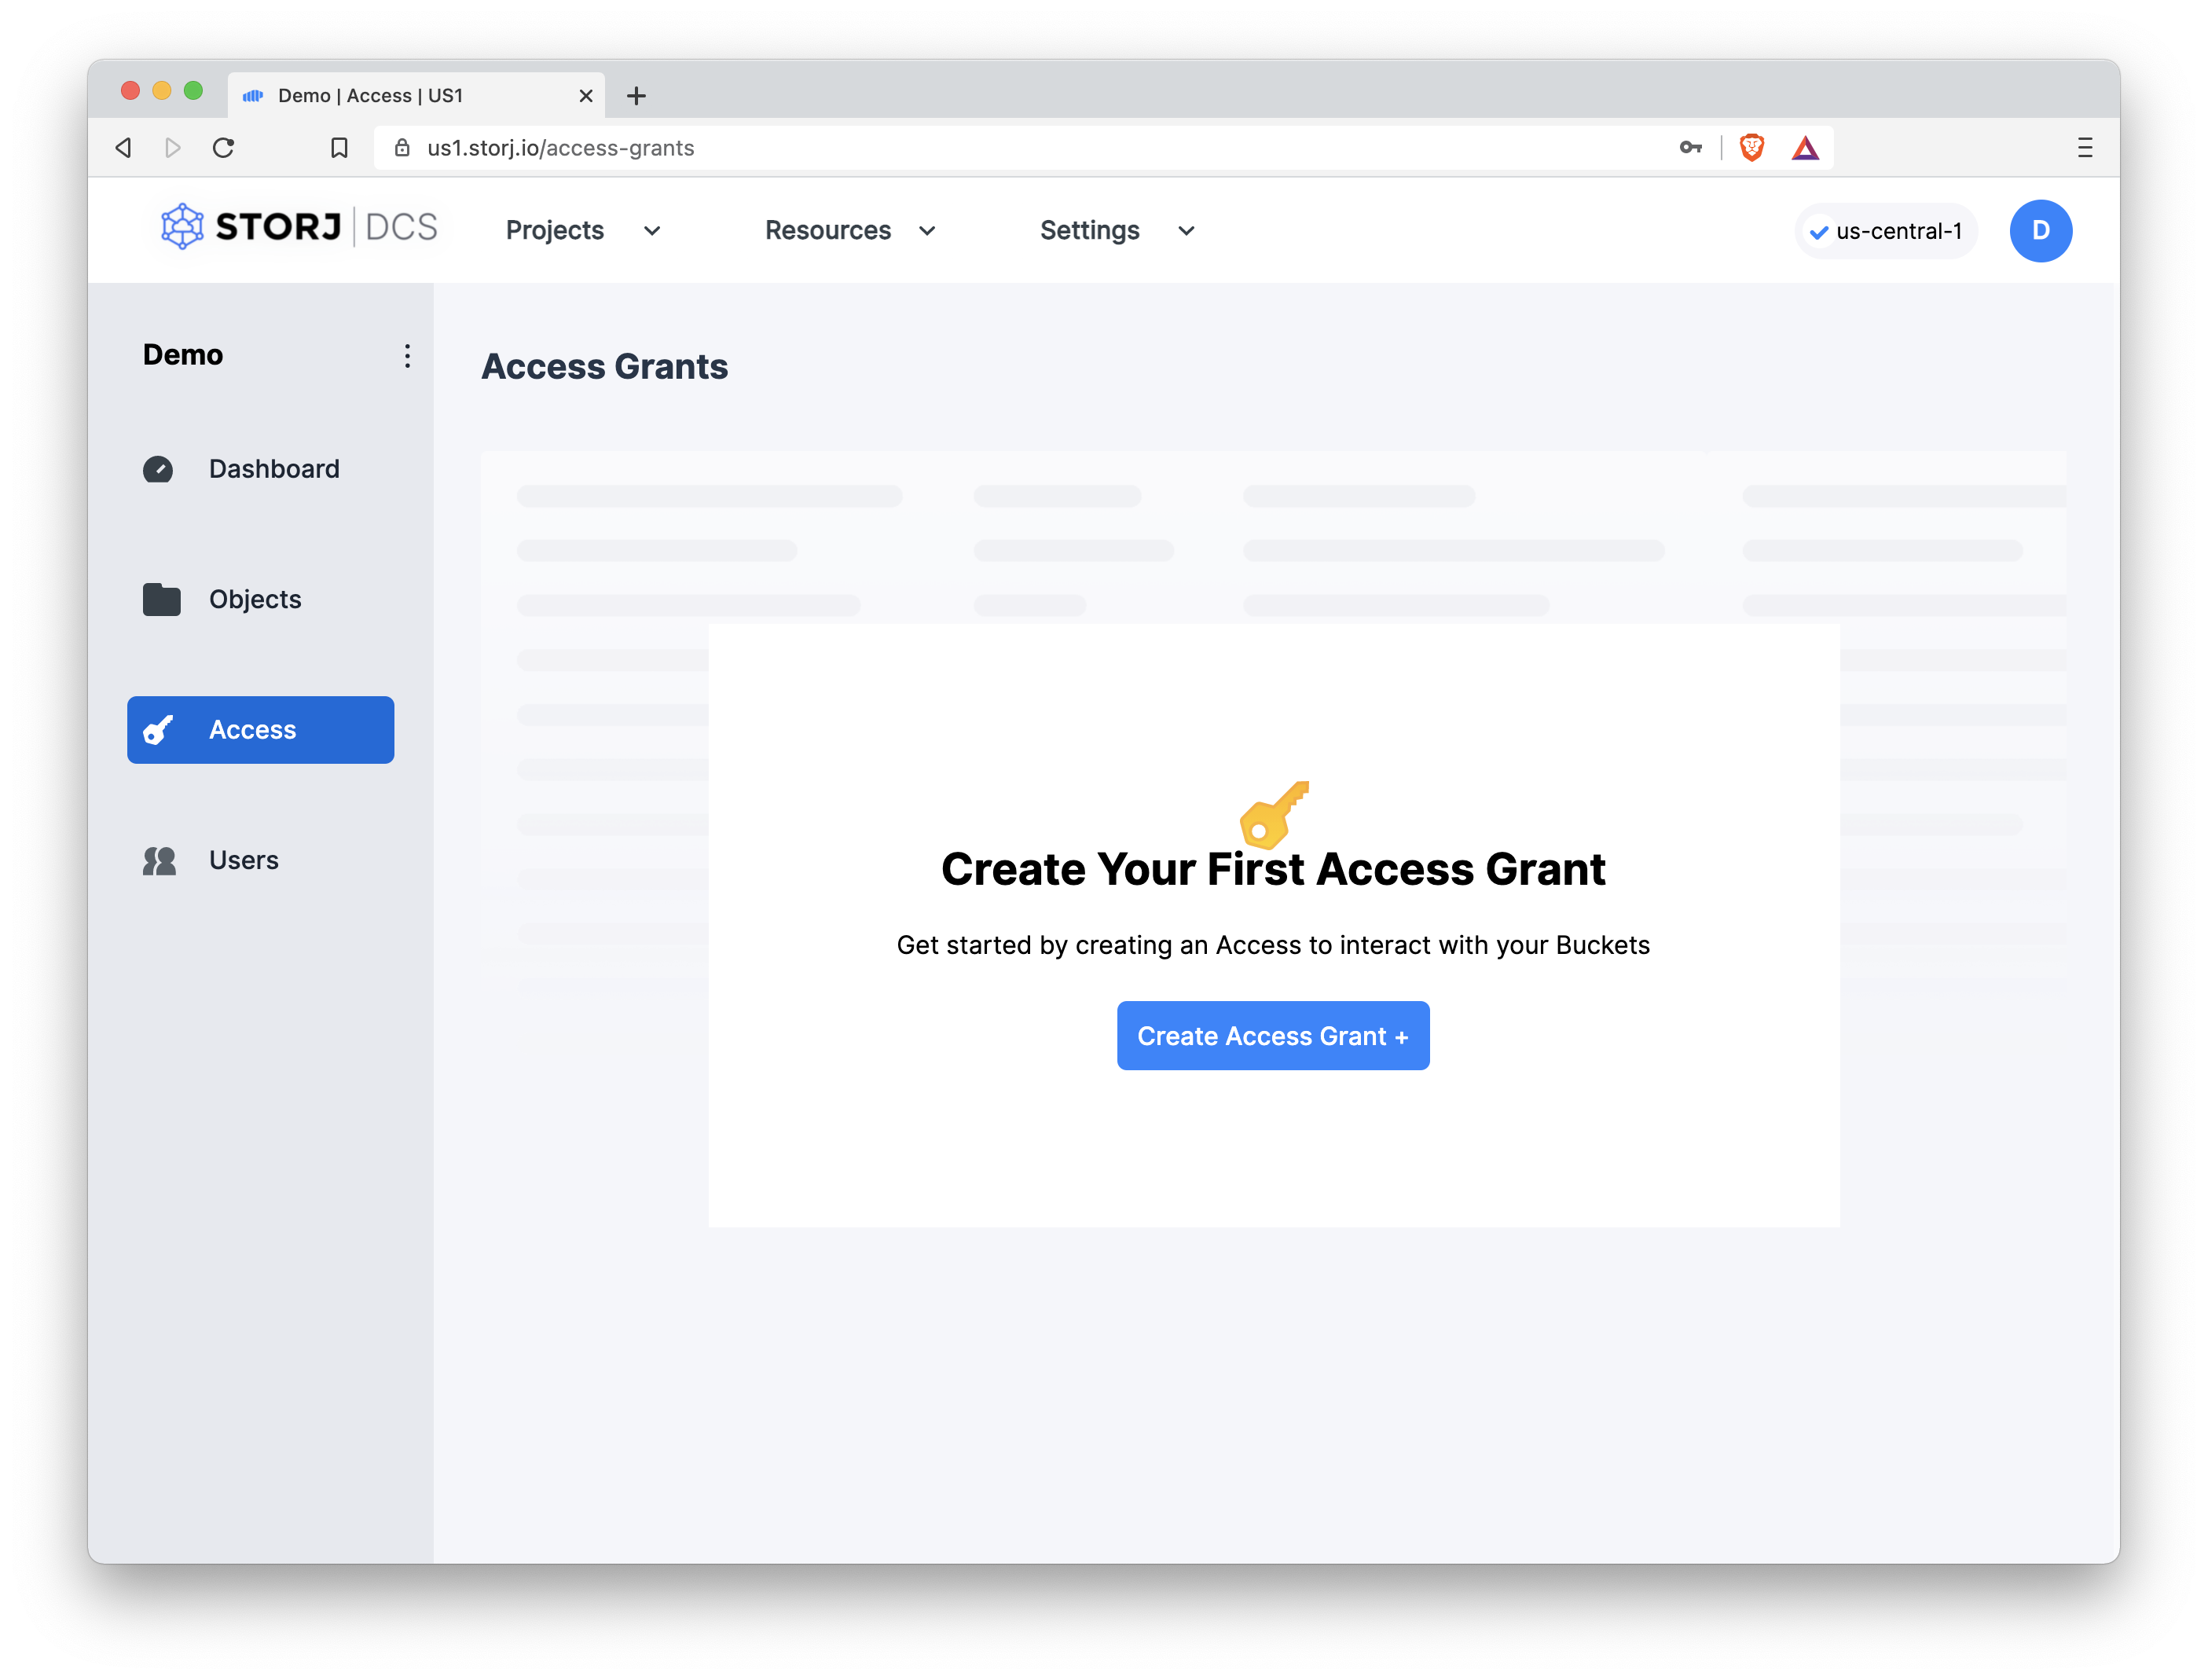 Demo | Access | US1
us1.storj.io/access-grants
STORJ | DCS
Projects
Resources
Settings
us-central-1
D
Demo
Dashboard
Objects
Access
Users
Access Grants
Create Your First Access Grant
Get started by creating an Access to interact with your Buckets
Create Access Grant +